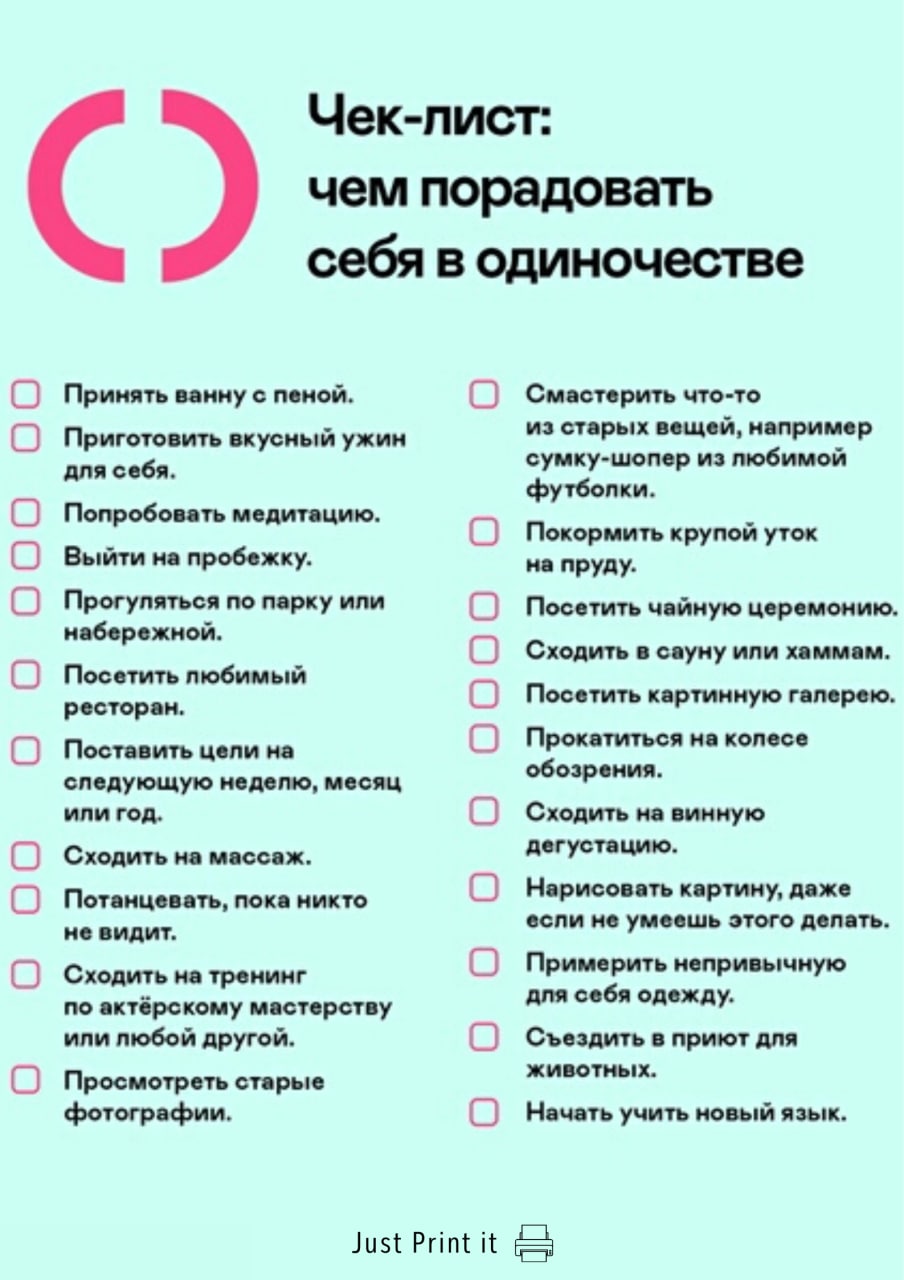 Чек-лист:
чем порадовать
себя в одиночестве
Принять ванну с пеной.
Приготовить вкусный ужин
для себя.
Попробовать медитацию.
Выйти на пробежку.
Прогуляться по парку или
набережной.
Посетить любимый
ресторан.
Поставить цели на
следующую неделю, месяц
или год.
Сходить на массаж.
Потанцевать, пока никто
не видит.
Сходить на тренинг
по актёрскому мастерству
или любой другой.
Просмотреть старые
фотографии.
Смастерить что-то
из старых вещей, например
сумку-шопер из любимой
футболки.
Покормить крупой уток
на пруду.
Посетить чайную церемонию.
Сходить в сауну или хаммам.
Посетить картинную галерею.
Прокатиться на колесе
обозрения.
Сходить на винную
дегустацию.
Нарисовать картину, даже
если не умеешь этого делать.
Примерить непривычную
для себя одежду.
Съездить в приют для
животных.
Начать учить новый язык.
Just Print it